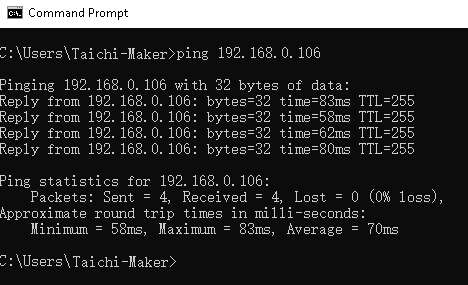 Command Prompt
C:\Users\Taichi-Maker>ping 192.168.0.106
Pinging 192.168.0.106 with 32 bytes of data:
Reply from 192.168.0.106: bytes=32 time=83ms TTL=255
Reply from 192.168.0.106: bytes=32 time=58ms TTL=255
Reply from 192.168.0.106: bytes=32 time=62ms TTL=255
Reply from 192.168.0.106: bytes=32 time=80ms TTL=255
Ping statistics for 192.168.0.106:
    Packets: Sent = 4, Received = 4, Lost = 0 (0% loss),
Approximate round trip times in milli-seconds:
    Minimum = 58ms, Maximum = 83ms, Average = 70ms
C:\Users\Taichi-Maker>